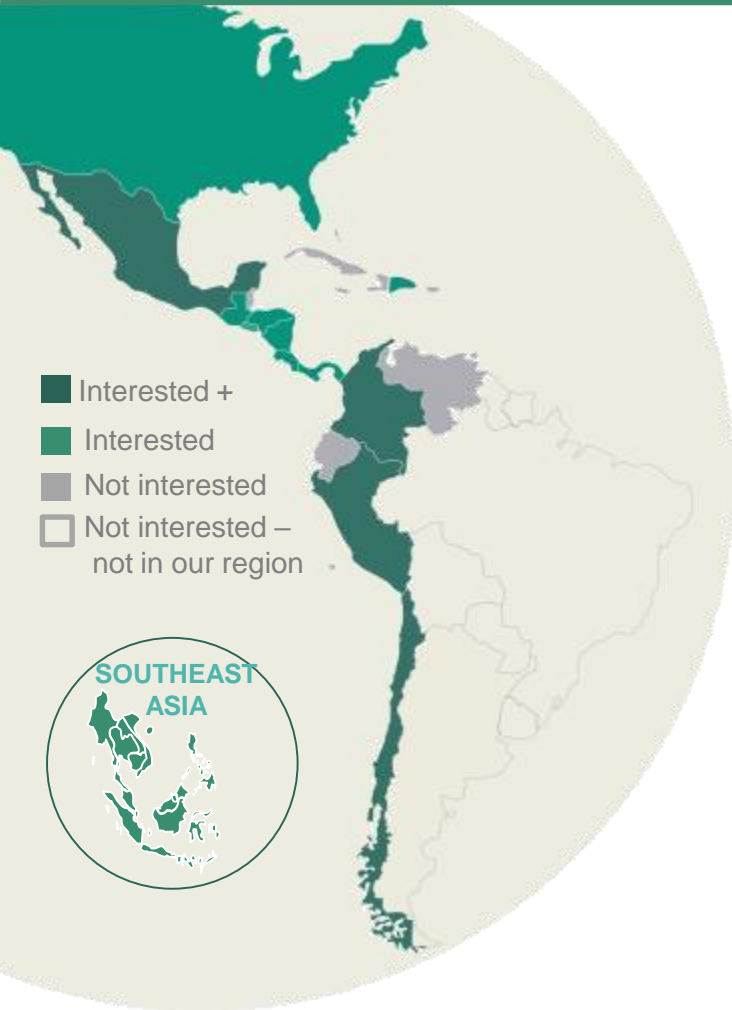 Interested +
Interested
Not interested
Not interested –
not in our region
SOUTHEAST
ASIA